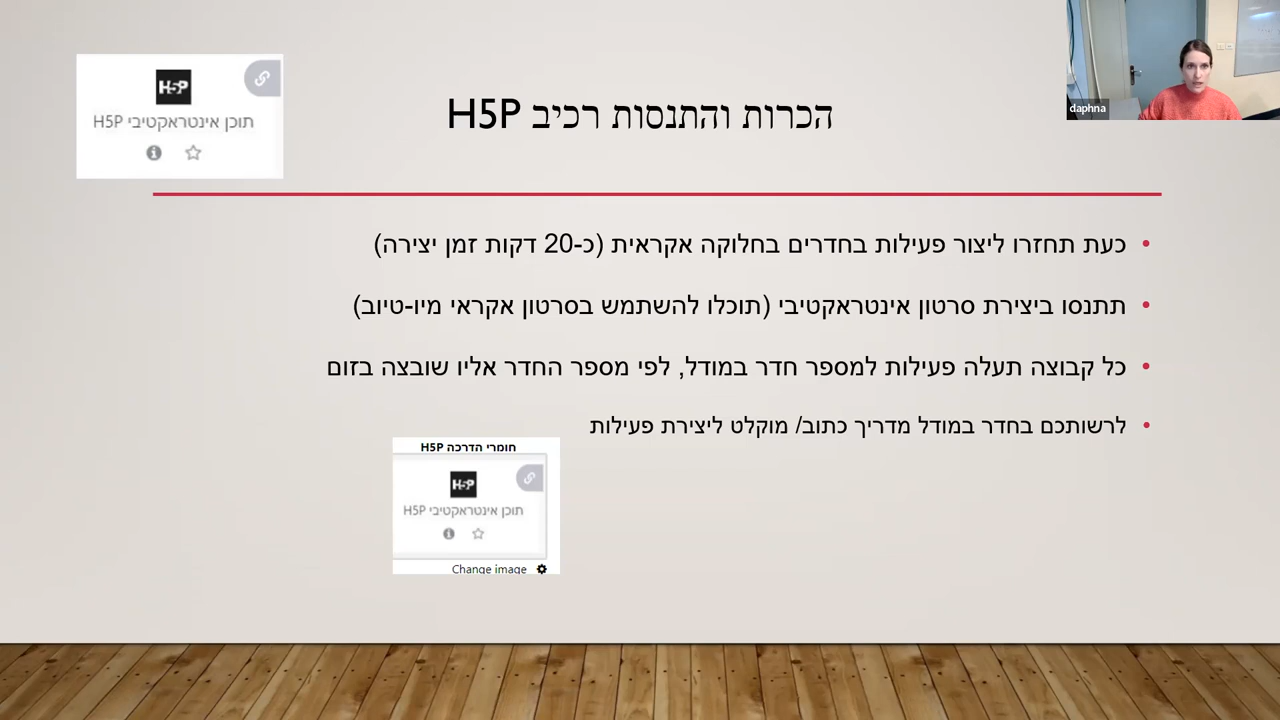 H5P
תוכן אינטראקטיבי H5P
הכרות והתנסות רכיב H5P
daphna
כעת תחזרו ליצור פעילות בחדרים בחלוקה אקראית (כ-20 דקות זמן יצירה)
תתנסו ביצירת סרטון אינטראקטיבי (תוכלו להשתמש בסרטון אקראי מיו-טיוב)
כל קבוצה תעלה פעילות למספר חדר במודל, לפי מספר החדר אליו שובצה בזום
לרשותכם בחדר במודל מדריך כתוב/ מוקלט ליצירת פעילות
חומרי הדרכה H5P
H5P
תוכן אינטראקטיבי H5P
Change image